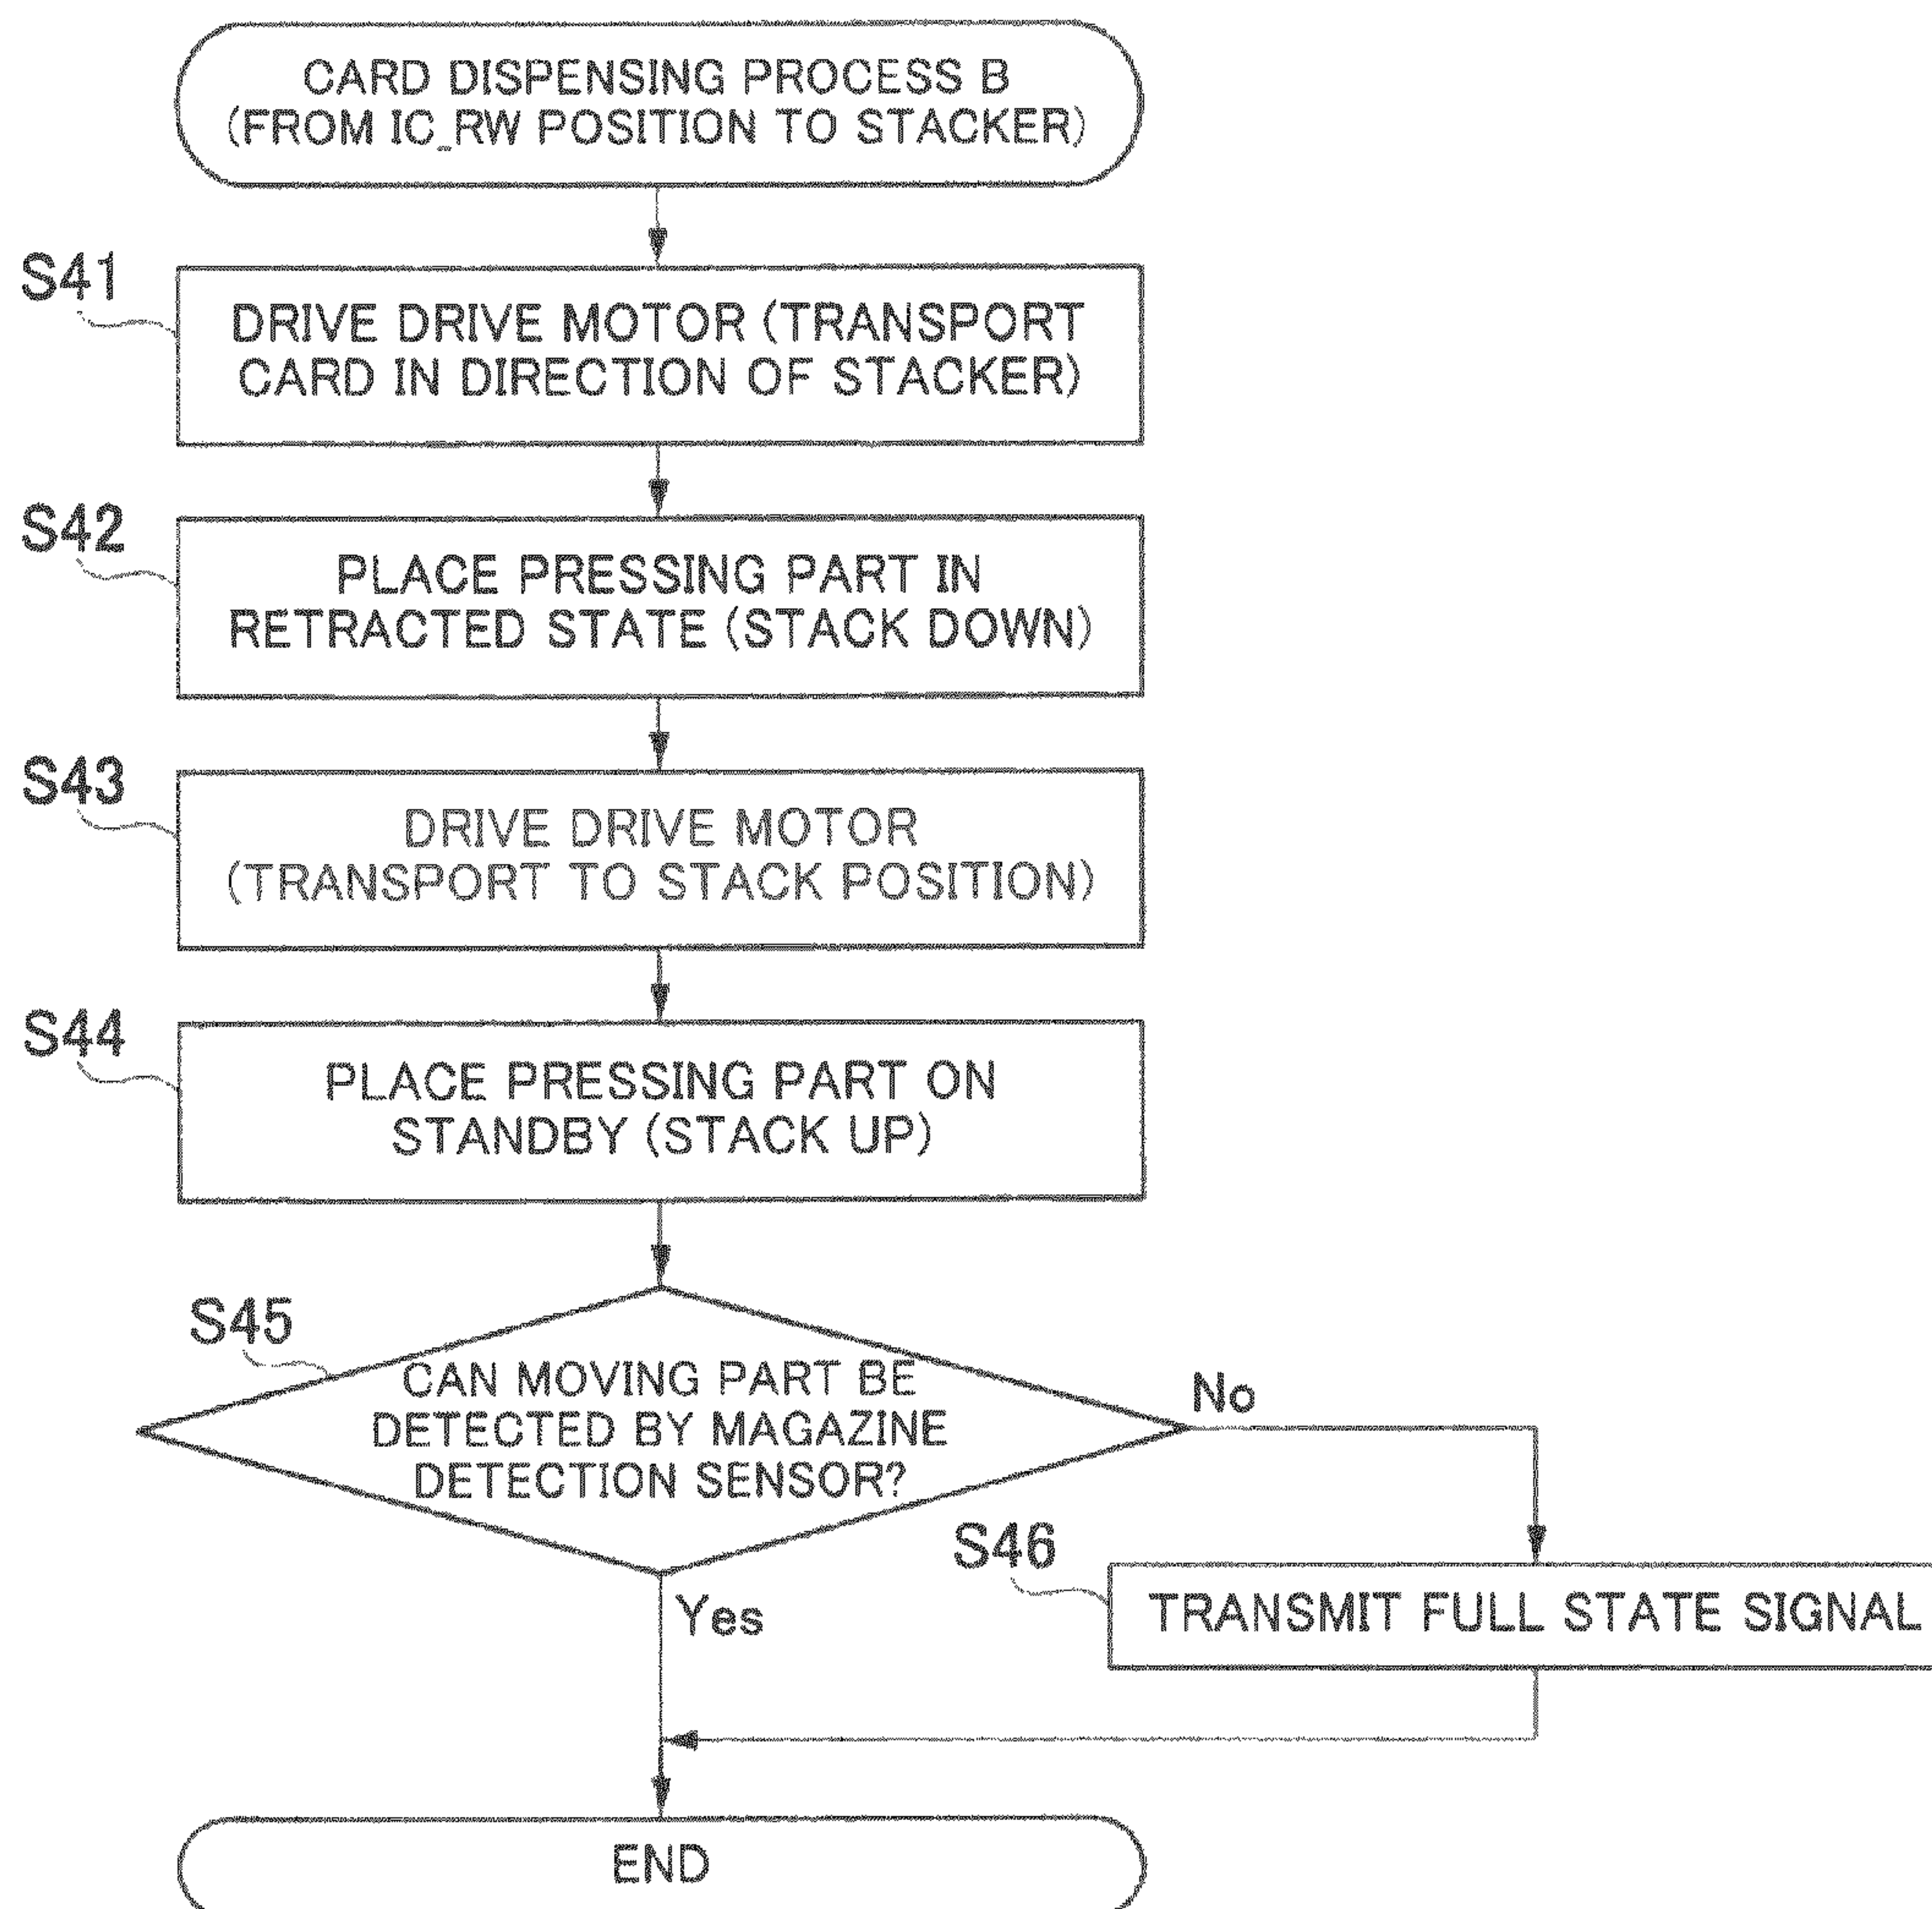 CARD DISPENSING PROCESS B
(FROM IC_RW POSITION TO STACKER)
S41
DRIVE DRIVE MOTOR (TRANSPORT
CARD IN DIRECTION OF STACKER)
S42
PLACE PRESSING PART IN
RETRACTED STATE (STACK DOWN)
S43
DRIVE DRIVE MOTOR
(TRANSPORT TO STACK POSITION)
S44
PLACE PRESSING PART ON
STANDBY (STACK UP)
S45
CAN MOVING PART BE
DETECTED BY MAGAZINE
DETECTION SENSOR?
No
S46
TRANSMIT FULL STATE SIGNAL
Yes
END